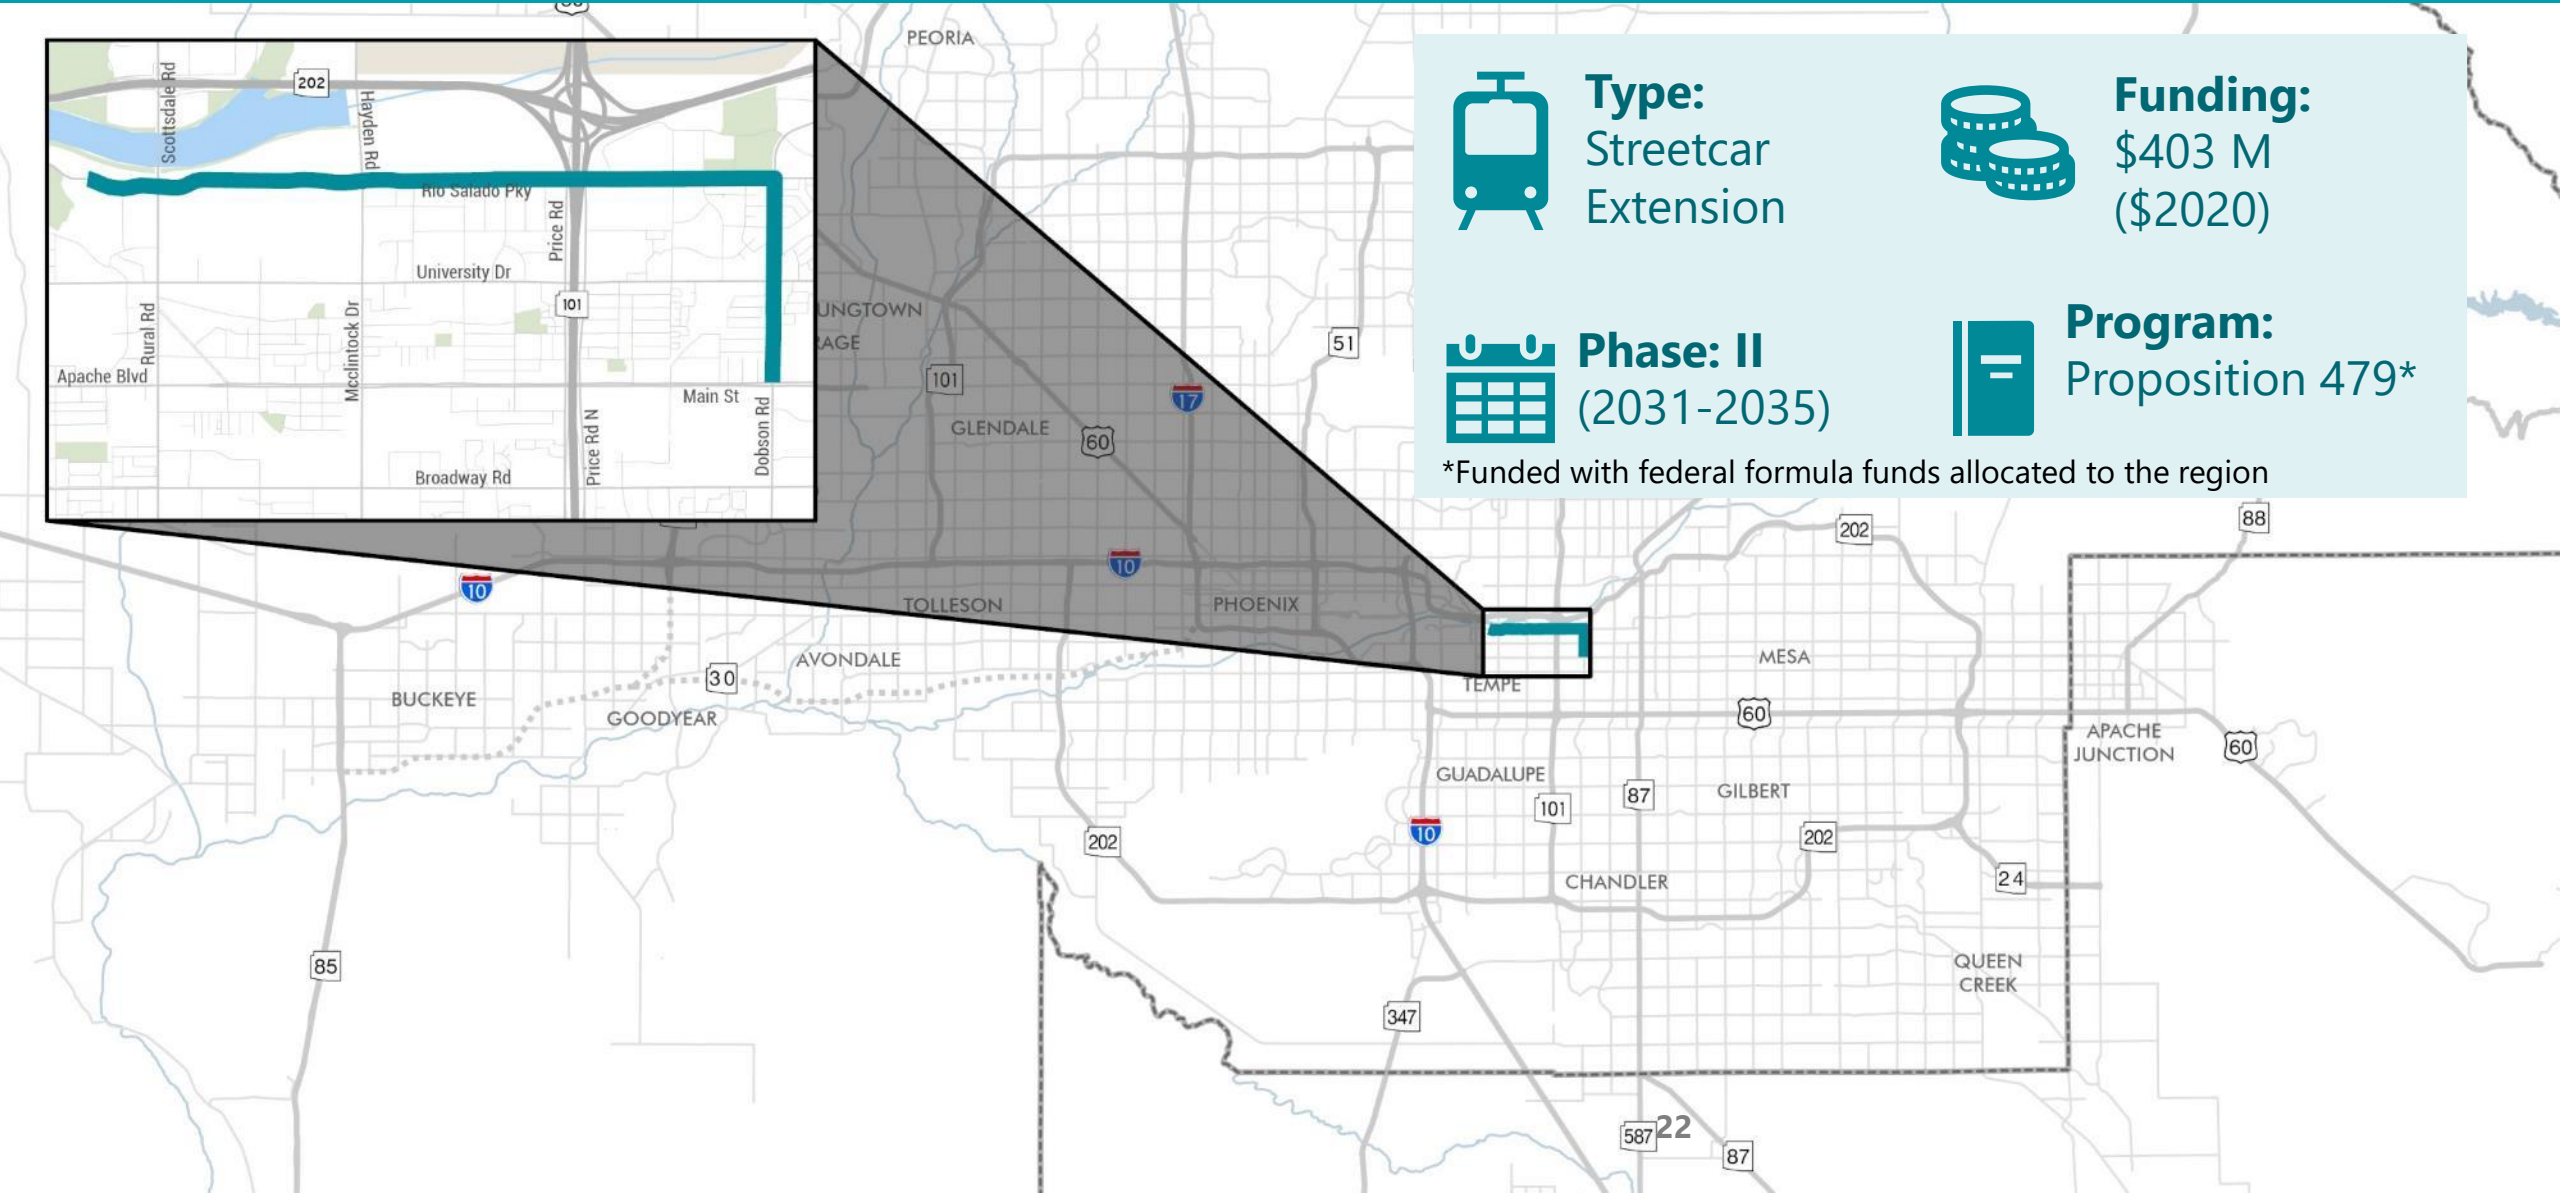 PEORIA
Scottsdale Rd
202
Hayden Rd
Rio Salado Pky
Price Rd
University Dr
101
Rural Rd
Mcclintock Dr
Apache Blvd
Main St
Price Rd N
Dobson Rd
Broadway Rd
Type:
Streetcar
Extension
Funding:
$403 M
($2020)
Phase: II
(2031-2035)
Program:
Proposition 479*
*Funded with federal formula funds allocated to the region
UNGTOWN
51
101
17
GLENDALE
60
88
202
10
10
TOLLESON
PHOENIX
AVONDALE
MESA
30
TEMPE
BUCKEYE
GOODYEAR
60
APACHE
JUNCTION
60
GUADALUPE
87
GILBERT
101
10
202
202
CHANDLER
24
85
QUEEN
CREEK
347
587
22
87